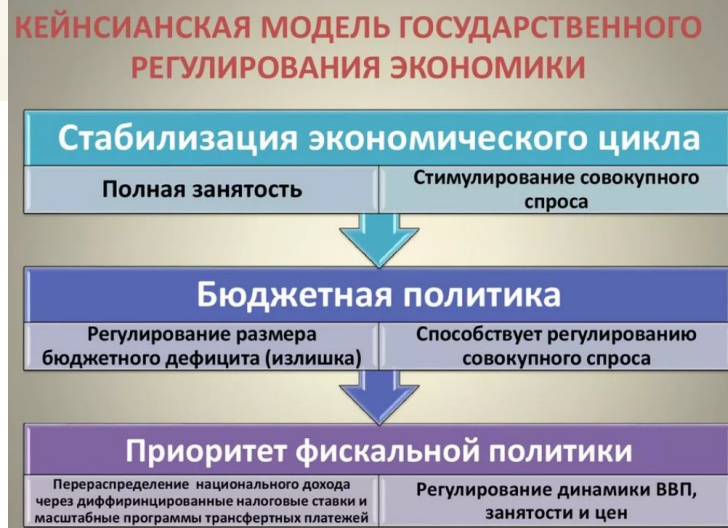 КЕЙНСИАНСКАЯ МОДЕЛЬ ГОСУДАРСТВЕННОГО
РЕГУЛИРОВАНИЯ ЭКОНОМИКИ
Стабилизация экономического цикла
Полная занятость
Стимулирование совокупного
спроса
Бюджетная политика
Регулирование размера
бюджетного дефицита (излишка)
Способствует регулированию
совокупного спроса
Приоритет фискальной политики
Перераспределение национального дохода
через диффиринцированные налоговые ставки и
масштабные программы трансфертных платежей
Регулирование динамики ВВП,
занятости и цен